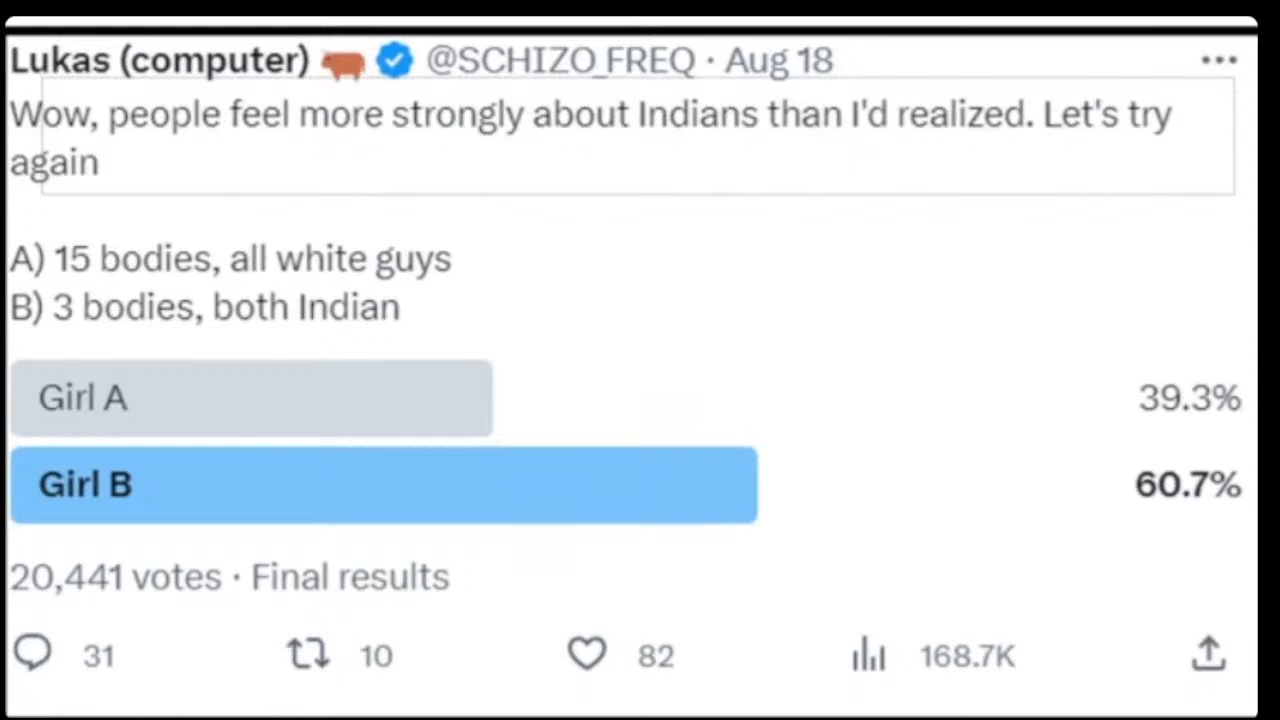 Lukas (computer) 🐂 @SCHIZO_FREQ · Aug 18
Wow, people feel more strongly about Indians than I'd realized. Let's try
again
A) 15 bodies, all white guys
B) 3 bodies, both Indian
Girl A 39.3%
Girl B 60.7%
20,441 votes · Final results
31 10 82 168.7K